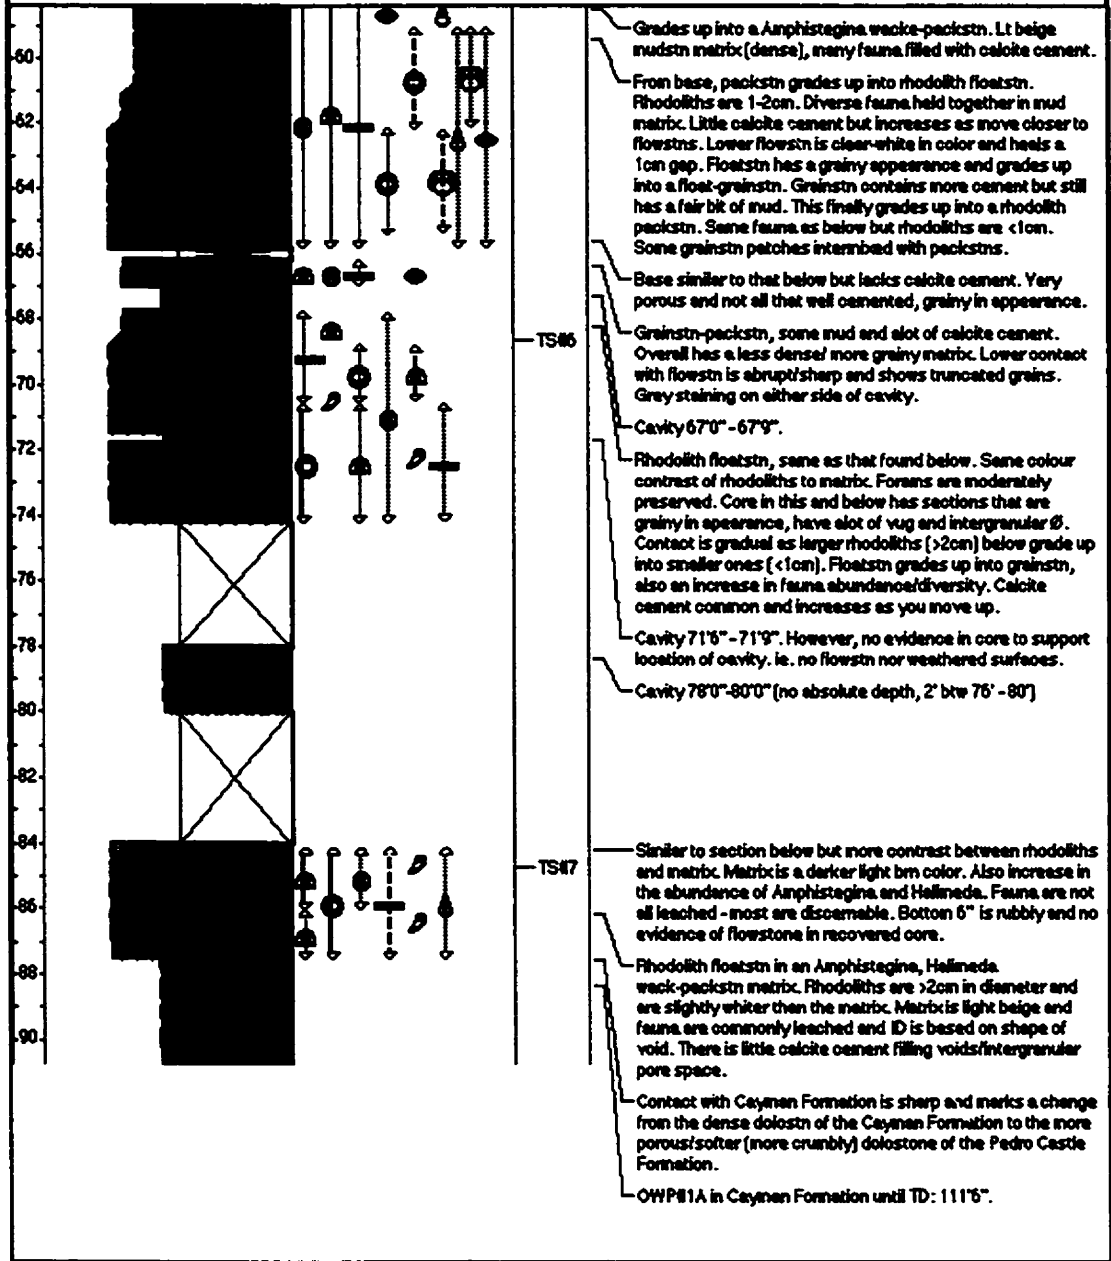 Grades up into a Amphistegina wacke-packstn. Lt beige
mudstn matrix (dense), many fauna filled with calcite cement.
From base, packstn grades up into rhodolith floatstn.
Rhodoliths are 1-2cm. Diverse fauna held together in mud
matrix. Little calcite cement but increases as move closer to
flowstns. Lower flowstn is clear-white in color and heals a
1cm gap. Floatstn has a grainy appearance and grades up
into a float-grainstn. Grainstn contains more cement but still
has a fair bit of mud. This finally grades up into a rhodolith
packstn. Same fauna as below but rhodoliths are <1cm.
Some grainstn patches intermixed with packstns.
Base similar to that below but lacks calcite cement. Very
porous and not all that well cemented, grainy in appearance.
Grainstn-packstn, some mud and alot of calcite cement.
Overall has a less dense/ more grainy matrix. Lower contact
with flowstn is abrupt/sharp and shows truncated grains.
Grey staining on either side of cavity.
Cavity 67'0"-67'9".
Rhodolith floatstn, same as that found below. Same colour
contrast of rhodoliths to matrix. Forams are moderately
preserved. Core in this and below has sections that are
grainy in apearance, have alot of vug and intergranular Ø.
Contact is gradual as larger rhodoliths (>2cm) below grade up
into smaller ones (<1cm). Floatstn grades up into grainstn,
also an increase in fauna abundance/diversity. Calcite
cement common and increases as you move up.
Cavity 71'6"-71'9". However, no evidence in core to support
location of cavity. ie. no flowstn nor weathered surfaces.
Cavity 78'0"-80'0" (no absolute depth, 2' btw 76' - 80')
Similar to section below but more contrast between rhodoliths
and matrix. Matrix is a darker light brn color. Also increase in
the abundance of Amphistegina and Halimeda. Fauna are not
all leached - most are discernable. Bottom 6" is rubbly and no
evidence of flowstone in recovered core.
Rhodolith floatstn in an Amphistegina, Halimeda
wack-packstn matrix. Rhodoliths are >2cm in diameter and
are slightly whiter than the matrix. Matrix is light beige and
fauna are commonly leached and ID is based on shape of
void. There is little calcite cement filling voids/intergranular
pore space.
Contact with Cayman Formation is sharp and marks a change
from the dense dolostn of the Cayman Formation to the more
porous/softer (more crumbly) dolostone of the Pedro Castle
Formation.
OWP#1A in Cayman Formation until TD: 111'6".
60
62
64
66
68
70
72
74
76
78
80
82
84
86
88
90
TS#6
TS#7